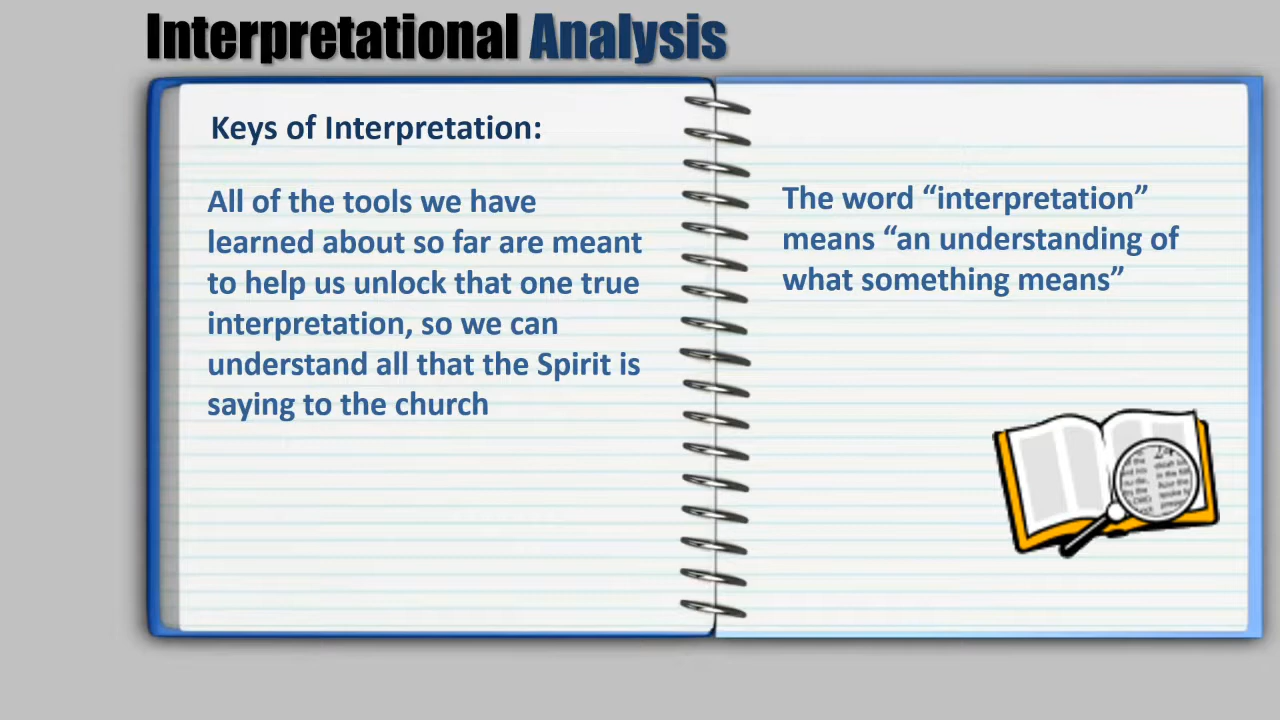 Interpretational Analysis
Keys of Interpretation:
All of the tools we have
learned about so far are meant
to help us unlock that one true
interpretation, so we can
understand all that the Spirit is
saying to the church
The word “interpretation”
means “an understanding of
what something means”